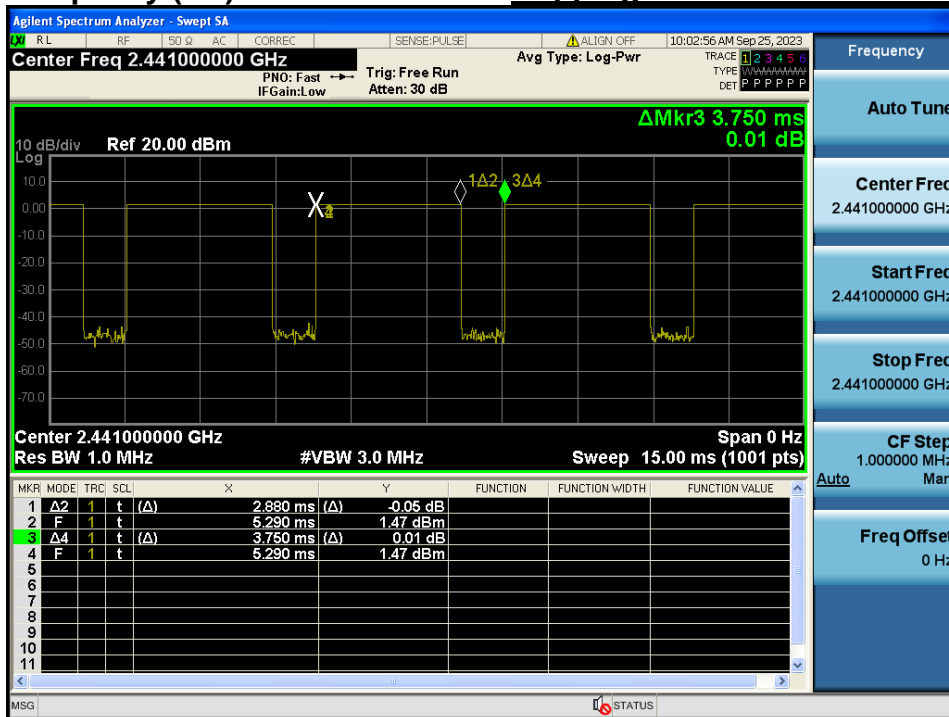 Agilent Spectrum Analyzer - Swept SA
LXI RL RF 50 Ω AC CORREC SENSE:PULSE ALIGN OFF 10:02:56 AM Sep 25, 2023
Center Freq 2.441000000 GHz
PNO: Fast
IFGain:Low
Trig: Free Run
Atten: 30 dB
Avg Type: Log-Pwr
TRACE 1 2 3 4 5 6
TYPE
DET P P P P P P
ΔMkr3 3.750 ms
0.01 dB
10 dB/div Ref 20.00 dBm
Log
10.0
0.00
-10.0
-20.0
-30.0
-40.0
-50.0
-60.0
-70.0
1Δ2 3Δ4
X
Center 2.441000000 GHz Span 0 Hz
Res BW 1.0 MHz #VBW 3.0 MHz Sweep 15.00 ms (1001 pts)
MKR MODE TRC SCL X Y FUNCTION FUNCTION WIDTH FUNCTION VALUE
1 Δ2 1 t (Δ) 2.880 ms (Δ) -0.05 dB
2 F 1 t 5.290 ms 1.47 dBm
3 Δ4 1 t (Δ) 3.750 ms (Δ) 0.01 dB
4 F 1 t 5.290 ms 1.47 dBm
5
6
7
8
9
10
11
MSG STATUS
Frequency
Auto Tune
Center Freq
2.441000000 GHz
Start Freq
2.441000000 GHz
Stop Freq
2.441000000 GHz
CF Step
1.000000 MHz
Auto Man
Freq Offset
0 Hz